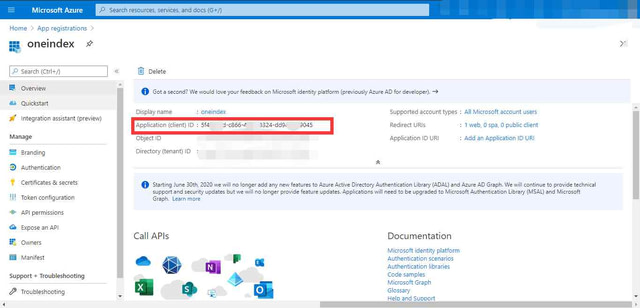 Microsoft Azure
Search resources, services, and docs (G+/)
Home > App registrations >
oneindex
Search (Ctrl+/)
«
Delete
Overview
Quickstart
Integration assistant (preview)
Manage
Branding
Authentication
Certificates & secrets
Token configuration
API permissions
Expose an API
Owners
Manifest
Support + Troubleshooting
Troubleshooting
Got a second? We would love your feedback on Microsoft identity platform (previously Azure AD for developer). →
Display name : oneindex
Application (client) ID :
Object ID
Directory (tenant) ID :
Supported account types : All Microsoft account users
Redirect URIs : 1 web, 0 spa, 0 public client
Application ID URI : Add an Application ID URI
Starting June 30th, 2020 we will no longer add any new features to Azure Active Directory Authentication Library (ADAL) and Azure AD Graph. We will continue to provide technical
support and security updates but we will no longer provide feature updates. Applications will need to be upgraded to Microsoft Authentication Library (MSAL) and Microsoft
Graph. Learn more
Call APIs
Documentation
Microsoft identity platform
Authentication scenarios
Authentication libraries
Code samples
Microsoft Graph
Glossary
Help and Support